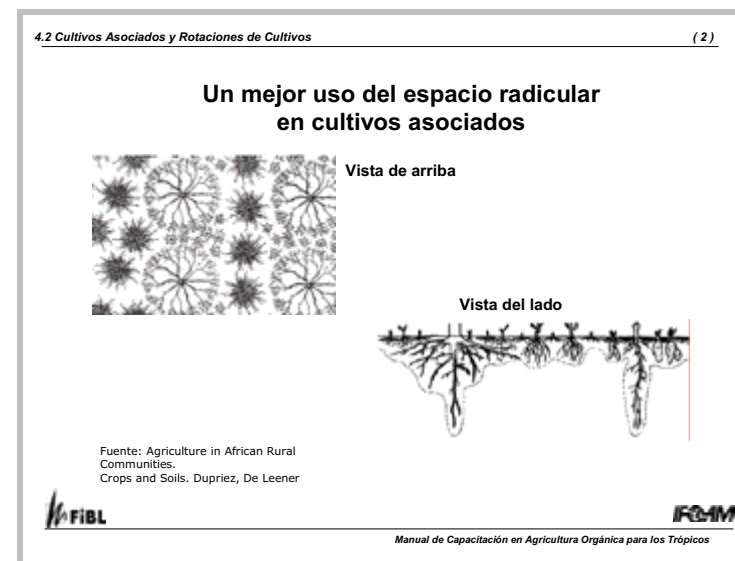 4.2 Cultivos Asociados y Rotaciones de Cultivos ( 2 )
Un mejor uso del espacio radicular
en cultivos asociados
Vista de arriba
Vista del lado
Fuente: Agriculture in African Rural
Communities.
Crops and Soils. Dupriez, De Leener
FiBL
IFOAM
Manual de Capacitación en Agricultura Orgánica para los Trópicos